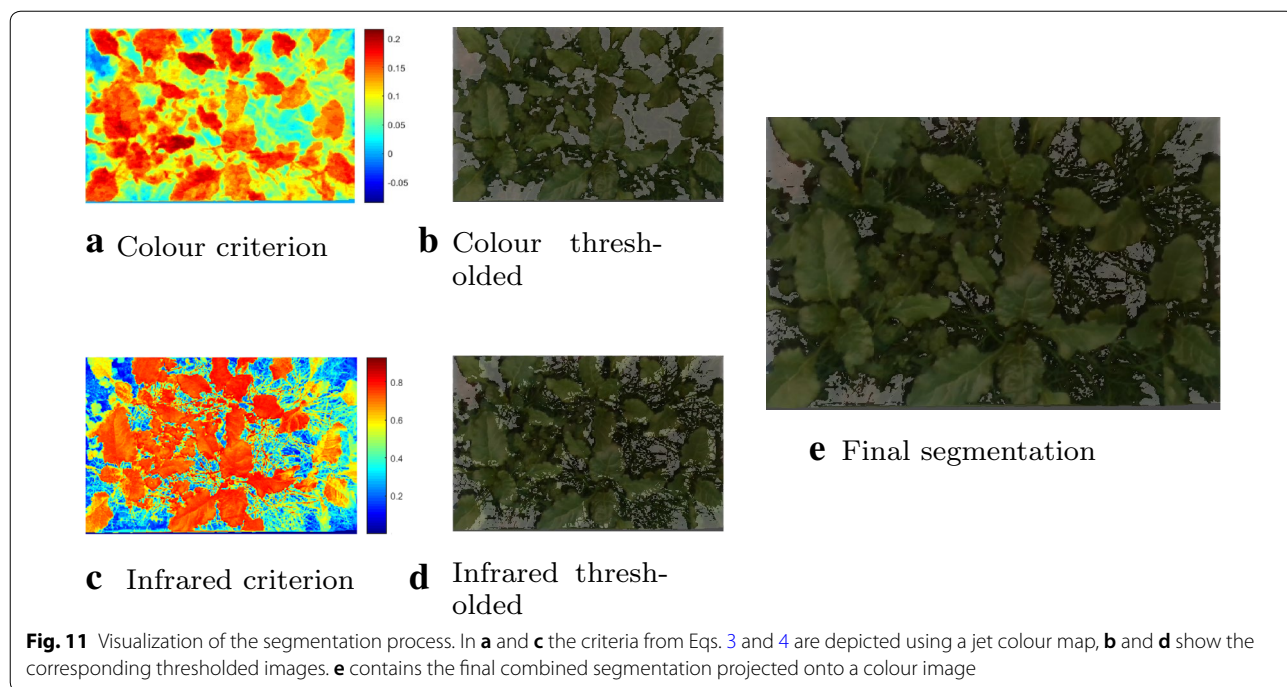 0.2
0.15
0.1
0.05
0
-0.05
a Colour criterion
b Colour thresh-
olded
0.8
0.6
0.4
0.2
c Infrared criterion
d Infrared thresh-
olded
e Final segmentation
Fig. 11 Visualization of the segmentation process. In a and c the criteria from Eqs. 3 and 4 are depicted using a jet colour map, b and d show the
corresponding thresholded images. e contains the final combined segmentation projected onto a colour image